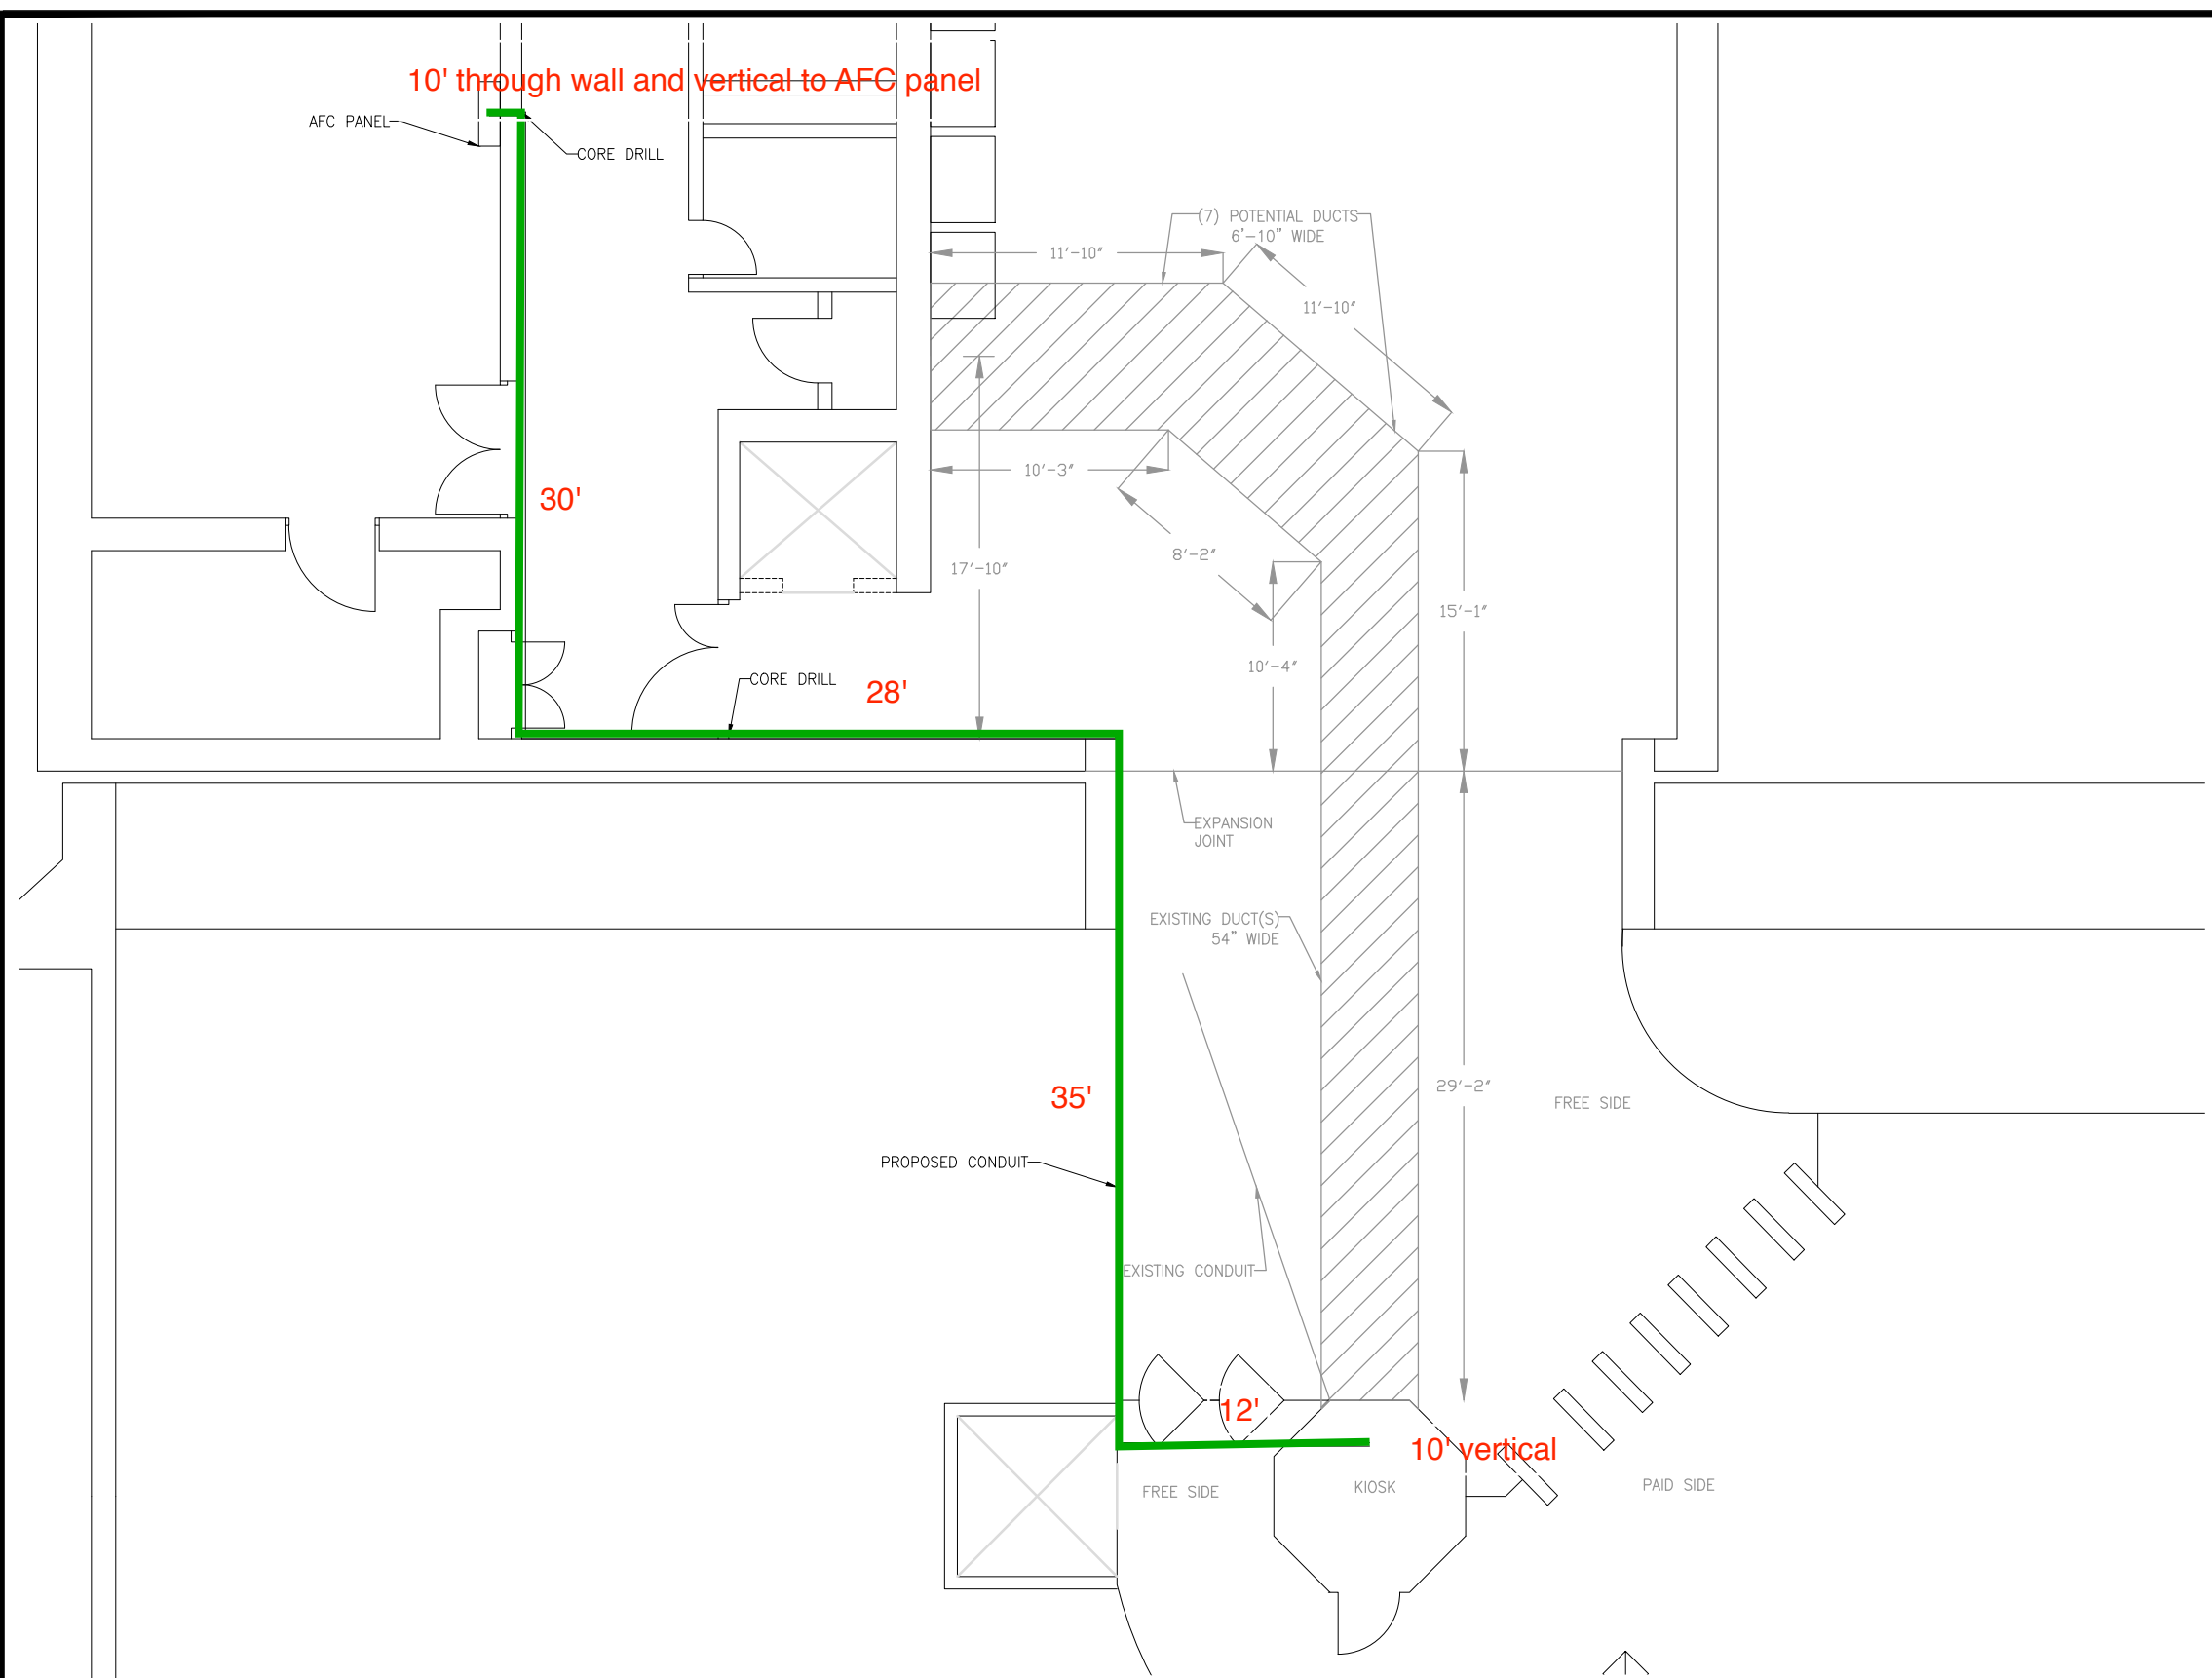 10' through wall and vertical to AFC panel
AFC PANEL
CORE DRILL
(7) POTENTIAL DUCTS
6'-10" WIDE
11'-10"
11'-10"
10'-3"
30'
8'-2"
17'-10"
15'-1"
10'-4"
CORE DRILL
28'
EXPANSION
JOINT
EXISTING DUCT(S)
54" WIDE
29'-2"
35'
FREE SIDE
PROPOSED CONDUIT
EXISTING CONDUIT
12'
10' vertical
FREE SIDE
KIOSK
PAID SIDE